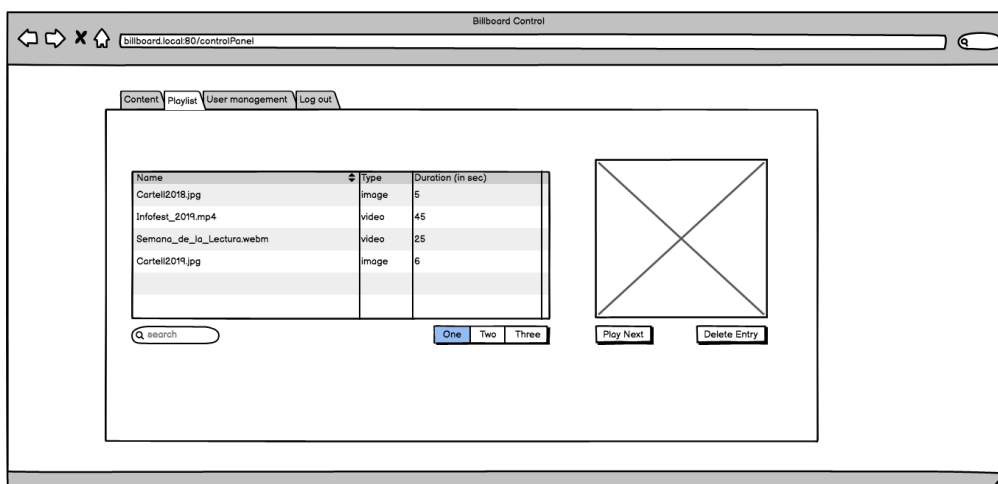 Billboard Control
billboard.local:80/controlPanel
Content Playlist User management Log out
Name Type Duration (in sec)
Cartell2018.jpg image 5
Infofest_2019.mp4 video 45
Semana_de_la_Lectura.webm video 25
Cartell2019.jpg image 6
search One Two Three Play Next Delete Entry